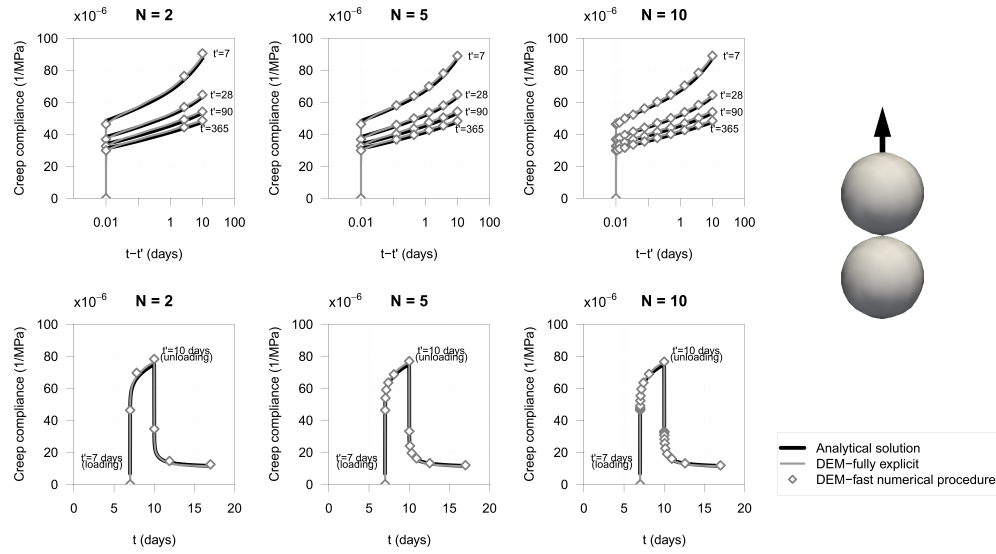 x10⁻⁶ N = 2
Creep compliance (1/MPa)
100
80
60
40
20
0
t'=7
t'=28
t'=90
t'=365
0.01 1 10 100
t−t' (days)
x10⁻⁶ N = 5
Creep compliance (1/MPa)
100
80
60
40
20
0
t'=7
t'=28
t'=90
t'=365
0.01 1 10 100
t−t' (days)
x10⁻⁶ N = 10
Creep compliance (1/MPa)
100
80
60
40
20
0
t'=7
t'=28
t'=90
t'=365
0.01 1 10 100
t−t' (days)
x10⁻⁶ N = 2
Creep compliance (1/MPa)
100
80
60
40
20
0
t'=10 days
(unloading)
t'=7 days
(loading)
0 5 10 15 20
t (days)
x10⁻⁶ N = 5
Creep compliance (1/MPa)
100
80
60
40
20
0
t'=10 days
(unloading)
t'=7 days
(loading)
0 5 10 15 20
t (days)
x10⁻⁶ N = 10
Creep compliance (1/MPa)
100
80
60
40
20
0
t'=10 days
(unloading)
t'=7 days
(loading)
0 5 10 15 20
t (days)
Analytical solution
DEM−fully explicit
DEM−fast numerical procedure